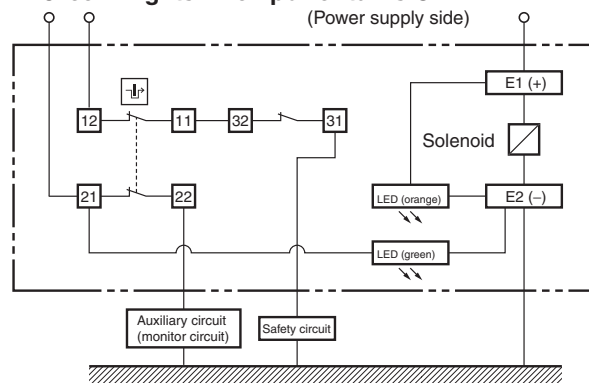 (Power supply side)
E1 (+)
12
11
32
31
Solenoid
21
22
LED (orange)
E2 (−)
LED (green)
Auxiliary circuit
(monitor circuit)
Safety circuit